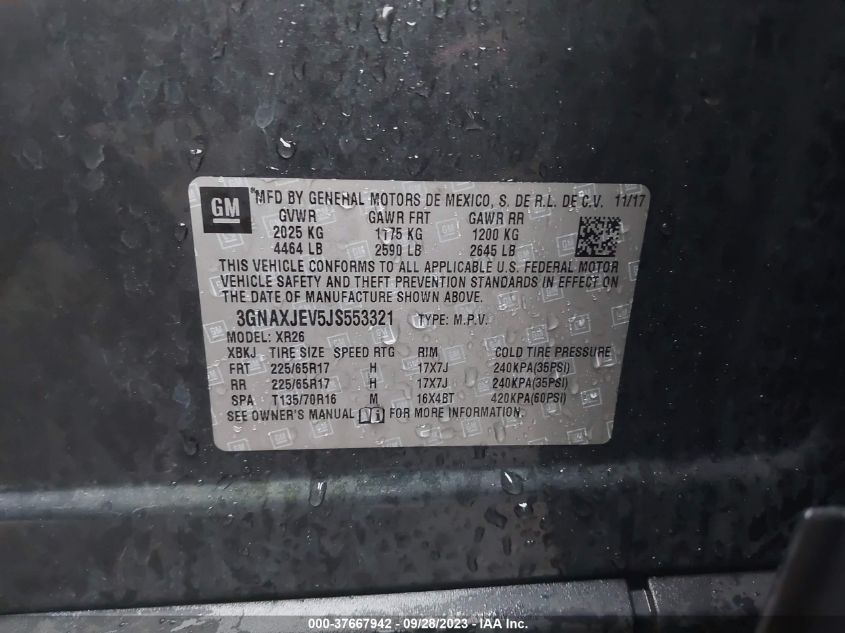 GM
*MFD BY GENERAL MOTORS DE MEXICO, S. DE R.L. DE C.V. 11/17
GVWR GAWR FRT GAWR RR
2025 KG 1175 KG 1200 KG
4464 LB 2590 LB 2645 LB
THIS VEHICLE CONFORMS TO ALL APPLICABLE U.S. FEDERAL MOTOR
VEHICLE SAFETY AND THEFT PREVENTION STANDARDS IN EFFECT ON
THE DATE OF MANUFACTURE SHOWN ABOVE.
3GNAXJEV5JS553321 TYPE: M.P.V.
MODEL: XR26
XBKJ TIRE SIZE SPEED RTG RIM COLD TIRE PRESSURE
FRT 225/65R17 H 17X7J 240KPA(35PSI)
RR 225/65R17 H 17X7J 240KPA(35PSI)
SPA T135/70R16 M 16X4BT 420KPA(60PSI)
SEE OWNER'S MANUAL FOR MORE INFORMATION.
000-37667942 - 09/28/2023 - IAA Inc.